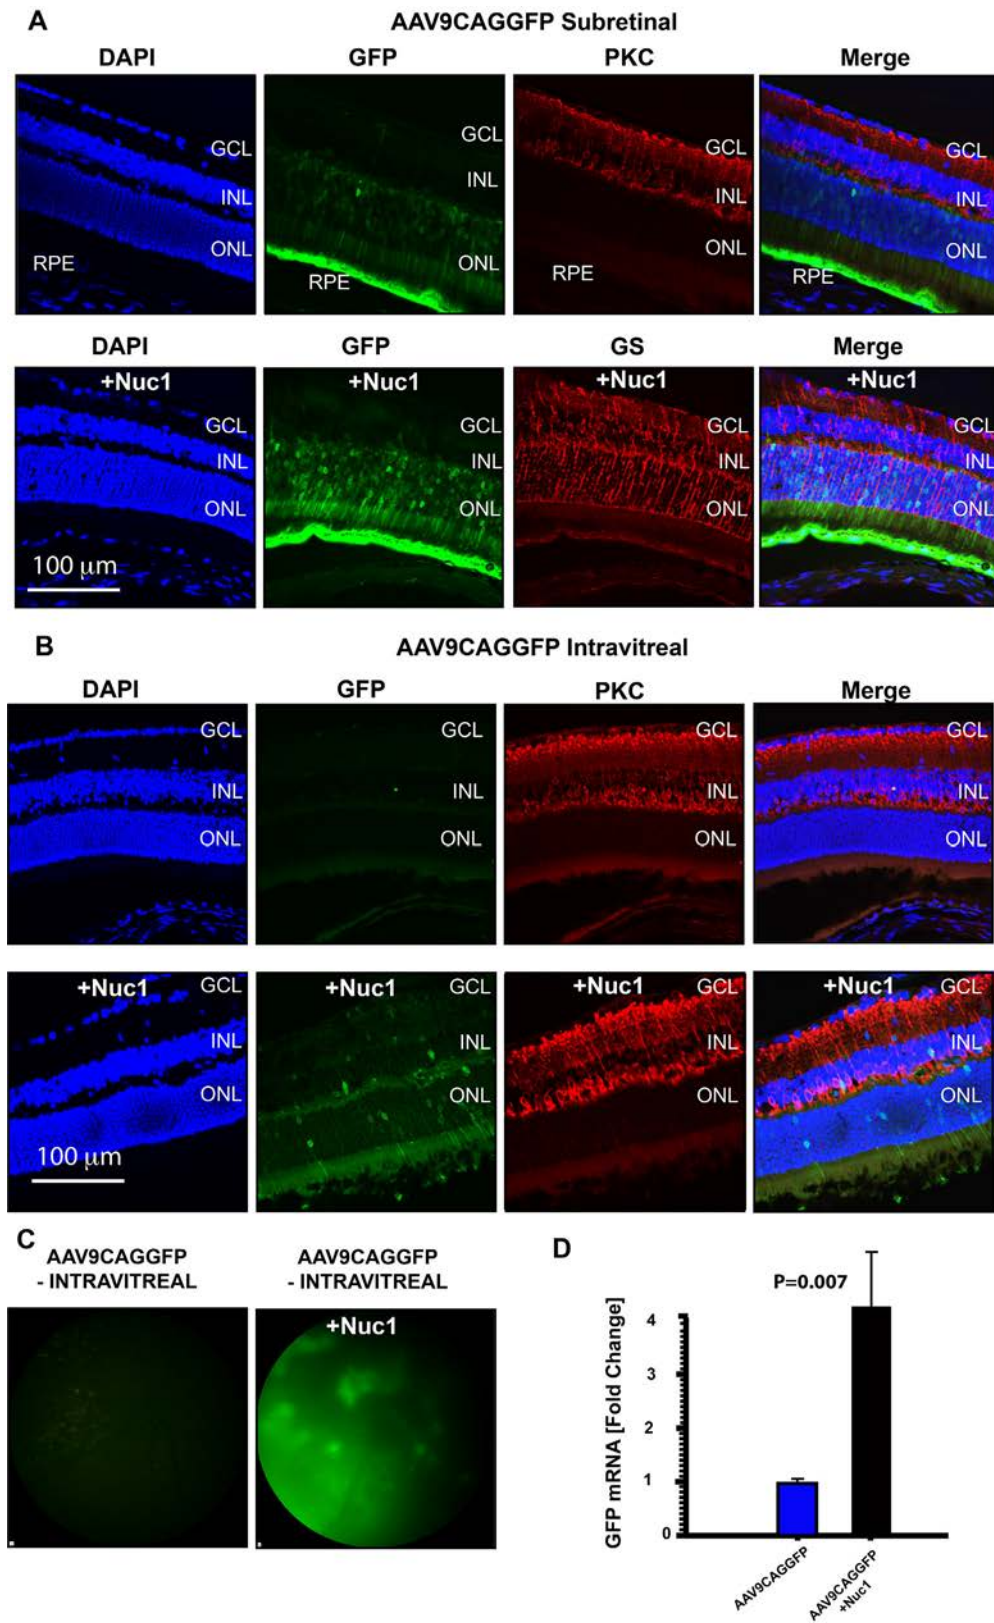 A
AAV9CAGGFP Subretinal
DAPI GFP PKC Merge
GCL GCL GCL GCL
INL INL INL INL
ONL ONL ONL ONL
RPE RPE RPE RPE
DAPI GFP GS Merge
+Nuc1 +Nuc1 +Nuc1 +Nuc1
GCL GCL GCL GCL
INL INL INL INL
ONL ONL ONL ONL
100 μm
B
AAV9CAGGFP Intravitreal
DAPI GFP PKC Merge
GCL GCL GCL GCL
INL INL INL INL
ONL ONL ONL ONL
+Nuc1 GCL +Nuc1 GCL +Nuc1 GCL +Nuc1 GCL
INL INL INL INL
ONL ONL ONL ONL
100 μm
C
AAV9CAGGFP
- INTRAVITREAL
AAV9CAGGFP
- INTRAVITREAL
+Nuc1
D
P=0.007
GFP mRNA [Fold Change]
4
3
2
1
0
AAV9CAGGFP
AAV9CAGGFP
+Nuc1